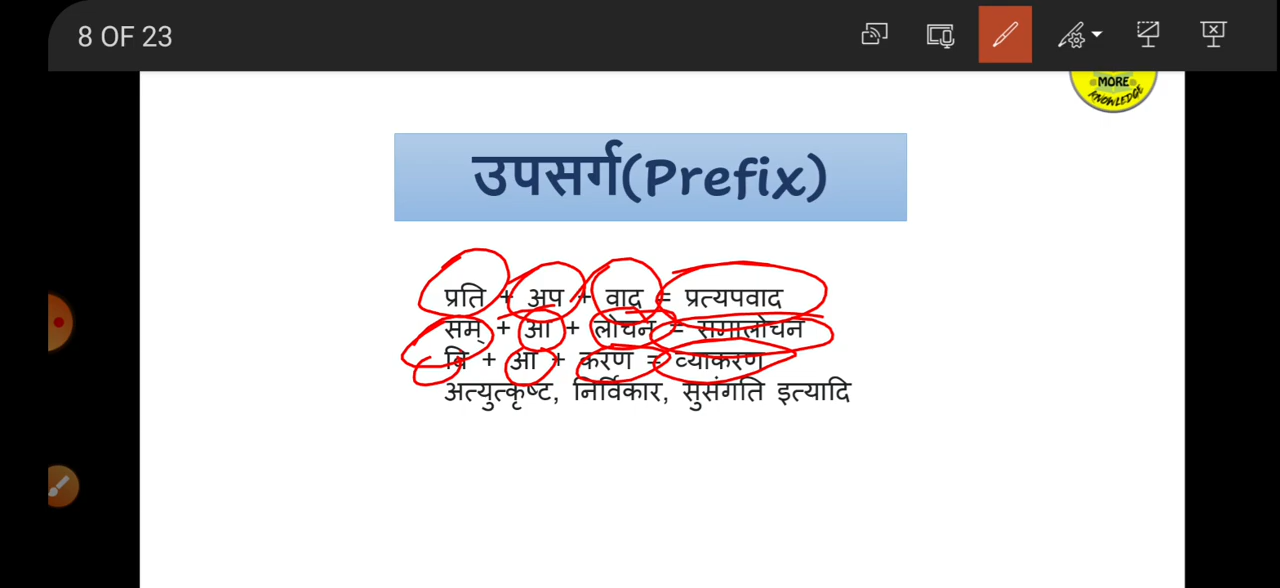 8 OF 23
MORE
KNOWLEDGE
उपसर्ग(Prefix)
प्रति + अप + वाद = प्रत्यपवाद
सम् + आ + लोचन = समालोचन
वि + आ + करण = व्याकरण
अत्युत्कृष्ट, निर्विकार, सुसंगति इत्यादि